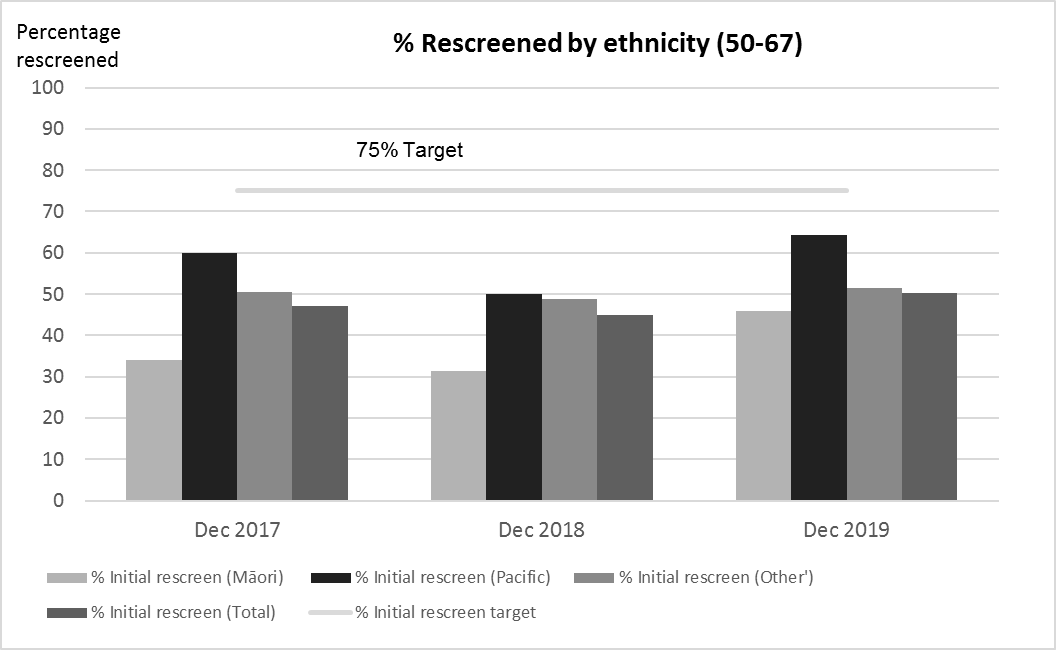 Percentage
rescreened
% Rescreened by ethnicity (50-67)
100
90
75% Target
80
70
60
50
40
30
20
10
0
Dec 2017
Dec 2018
Dec 2019
% Initial rescreen (Māori)
% Initial rescreen (Pacific)
% Initial rescreen (Other')
% Initial rescreen (Total)
% Initial rescreen target